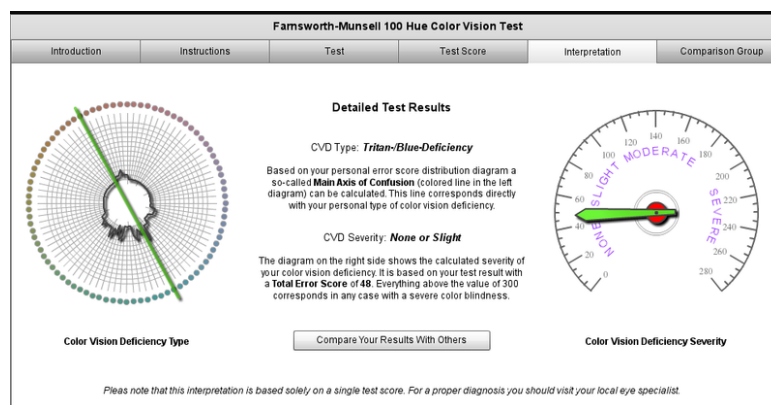 Farnsworth-Munsell 100 Hue Color Vision Test
Introduction
Instructions
Test
Test Score
Interpretation
Comparison Group
Detailed Test Results
CVD Type: Tritan-/Blue-Deficiency
Based on your personal error score distribution diagram a
so-called Main Axis of Confusion (colored line in the left
diagram) can be calculated. This line corresponds directly
with your personal type of color vision deficiency.
CVD Severity: None or Slight
The diagram on the right side shows the calculated severity of
your color vision deficiency. It is based on your test result with
a Total Error Score of 48. Everything above the value of 300
corresponds in any case with a severe color blindness.
Color Vision Deficiency Type
Compare Your Results With Others
0
20
40
60
80
100
120
140
160
180
200
220
240
260
280
NONE
SLIGHT
MODERATE
SEVERE
Color Vision Deficiency Severity
Pleas note that this interpretation is based solely on a single test score. For a proper diagnosis you should visit your local eye specialist.